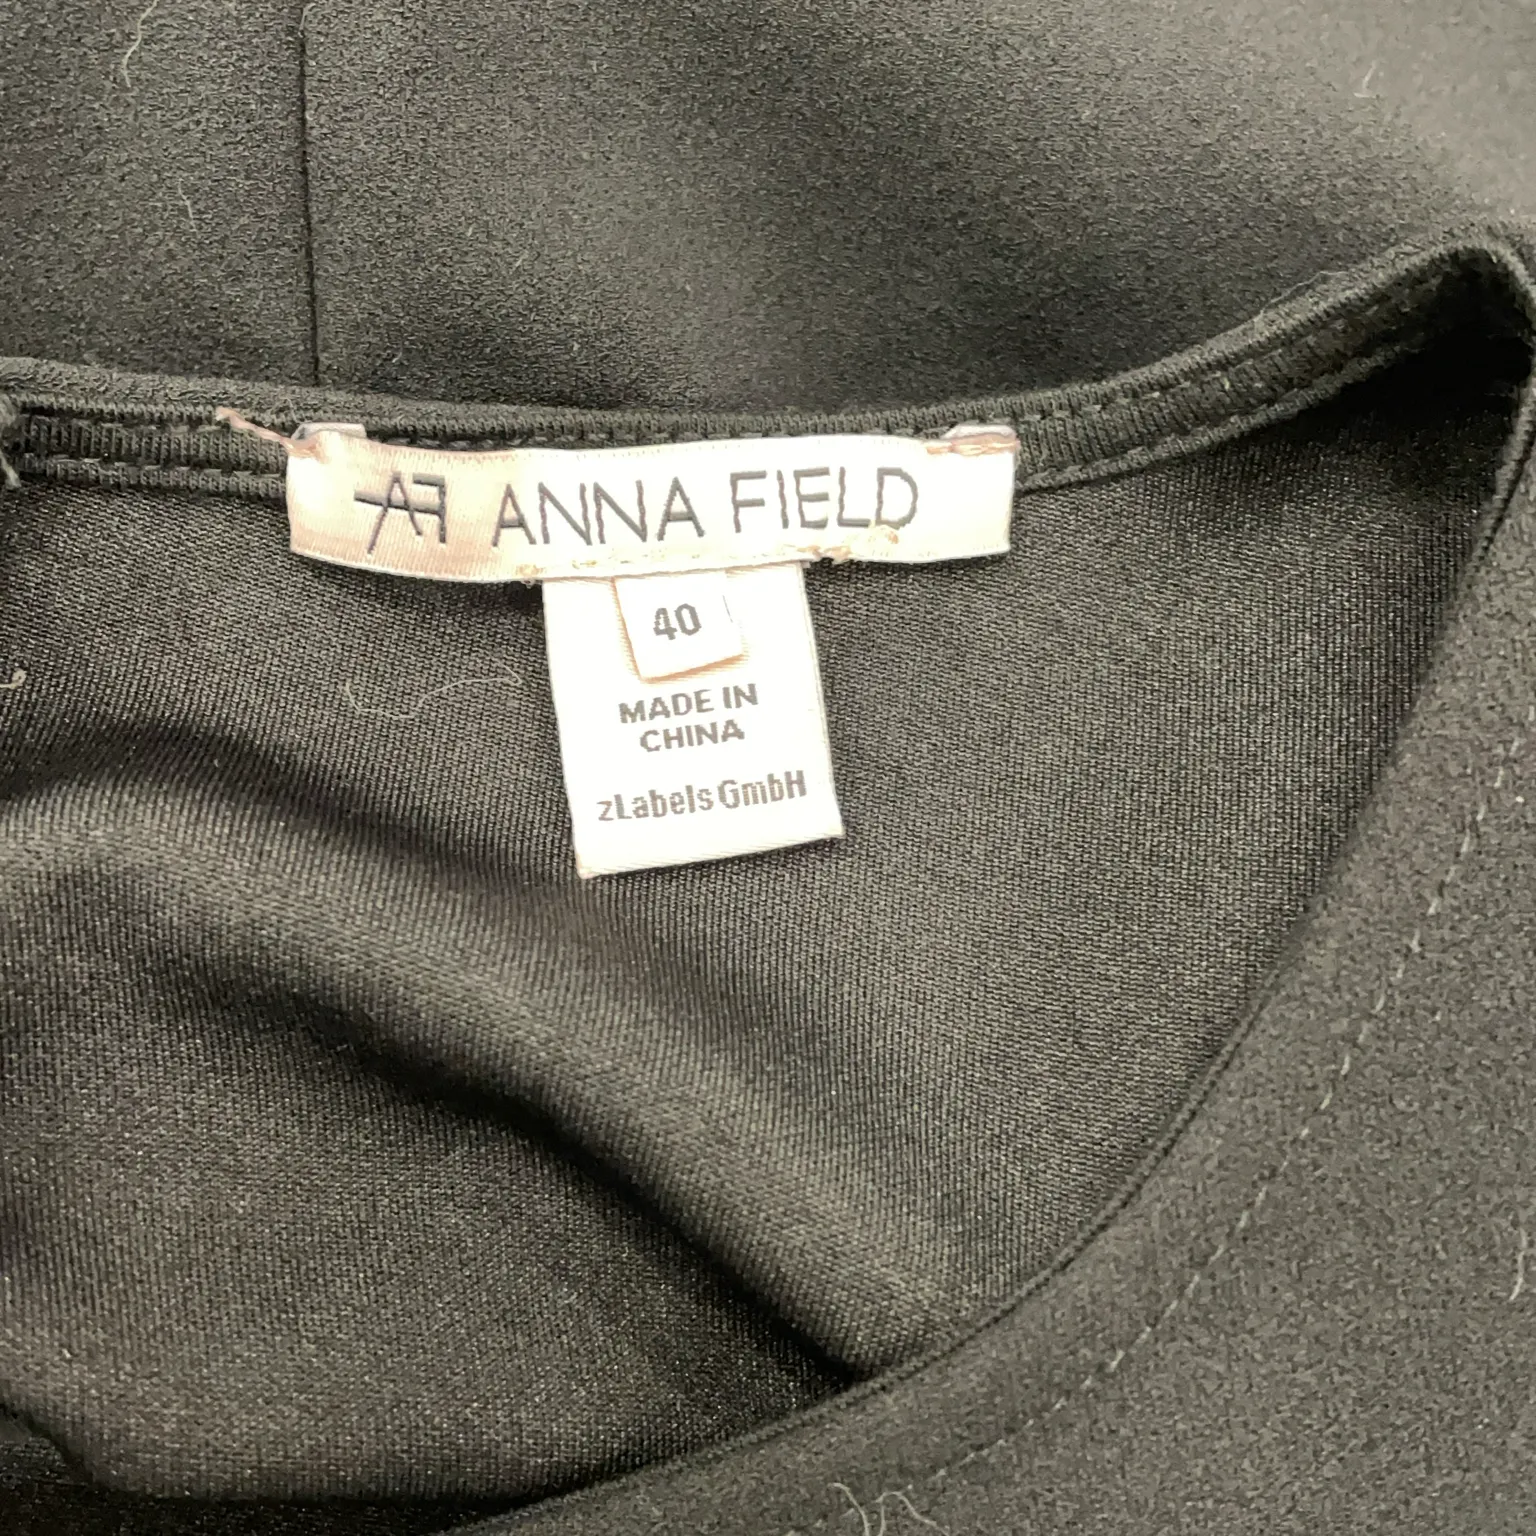 AF ANNA FIELD
40
MADE IN
CHINA
zLabels GmbH